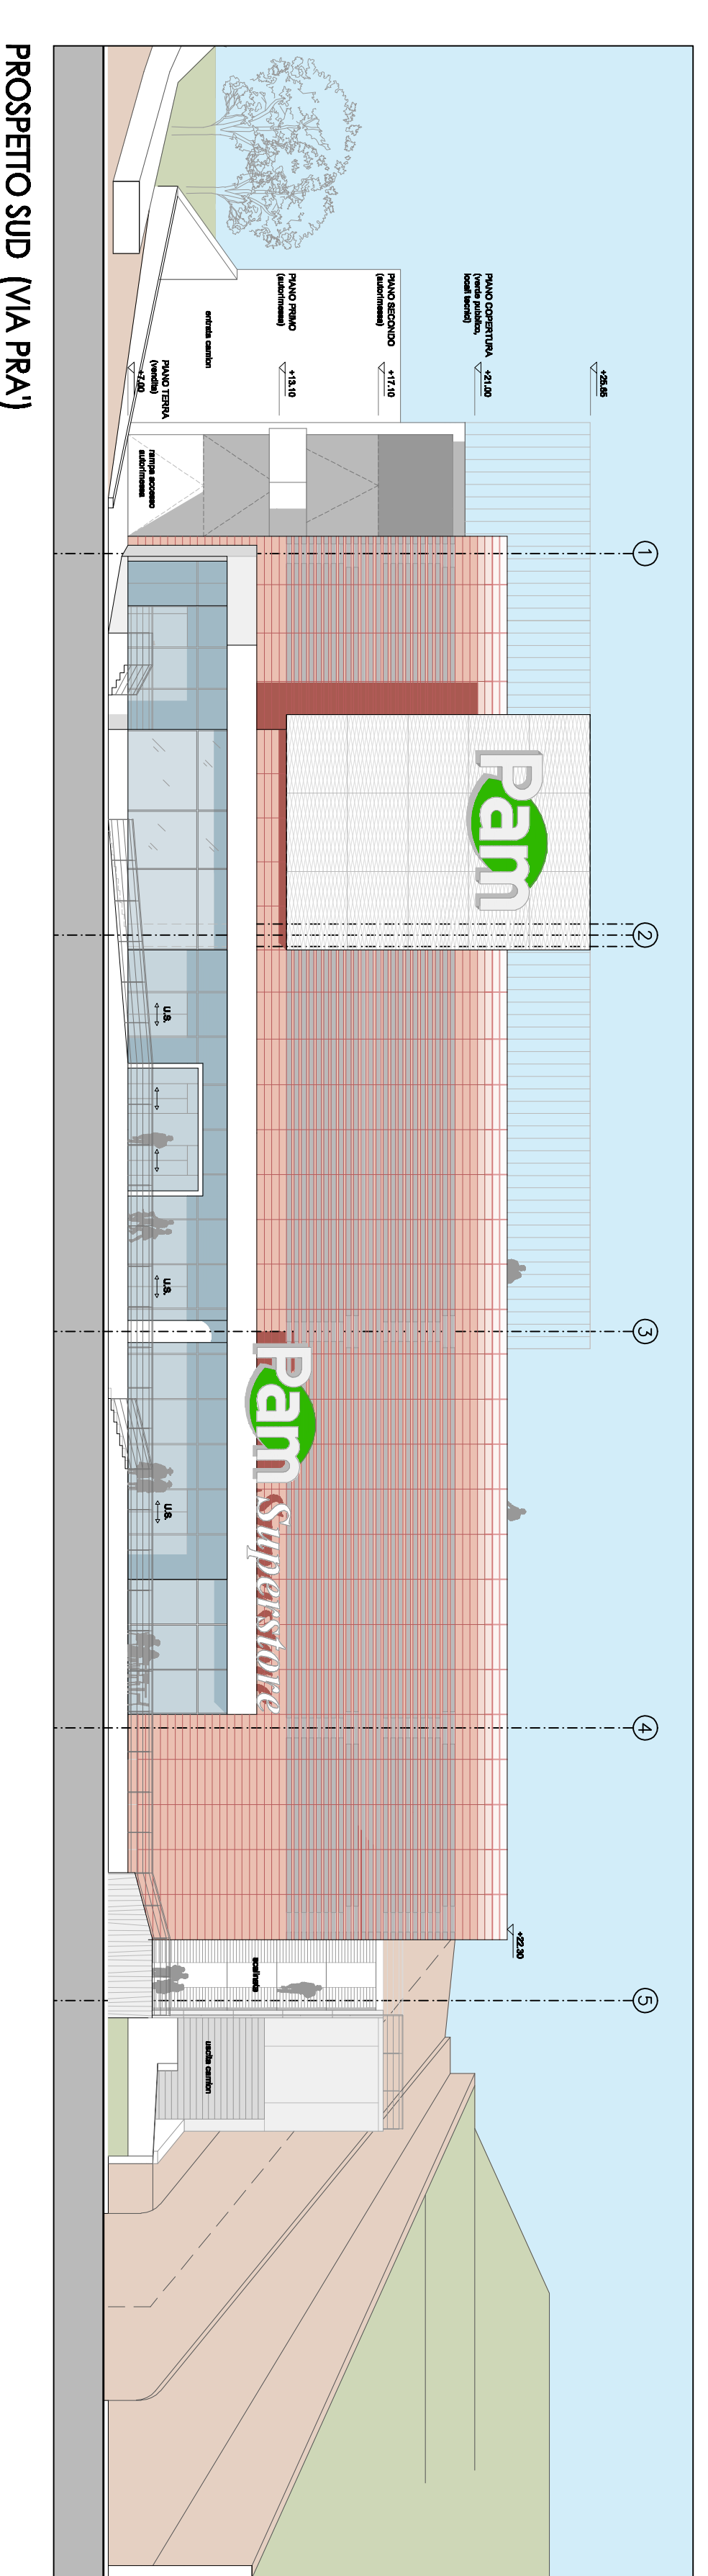 PROSPETTO SUD (VIA PRA')
1
2
3
4
5
+25.65
PIANO COPERTURA
(verde pubblico,
locali tecnici)
+21.00
PIANO SECONDO
(autorimessa)
+17.10
PIANO PRIMO
(autorimessa)
+13.10
entrata camion
PIANO TERRA
(vendita)
+7.00
rampa accesso
autorimessa
Pam
Pam Superstore
U.S.
U.S.
U.S.
+22.30
scalinata
uscita camion